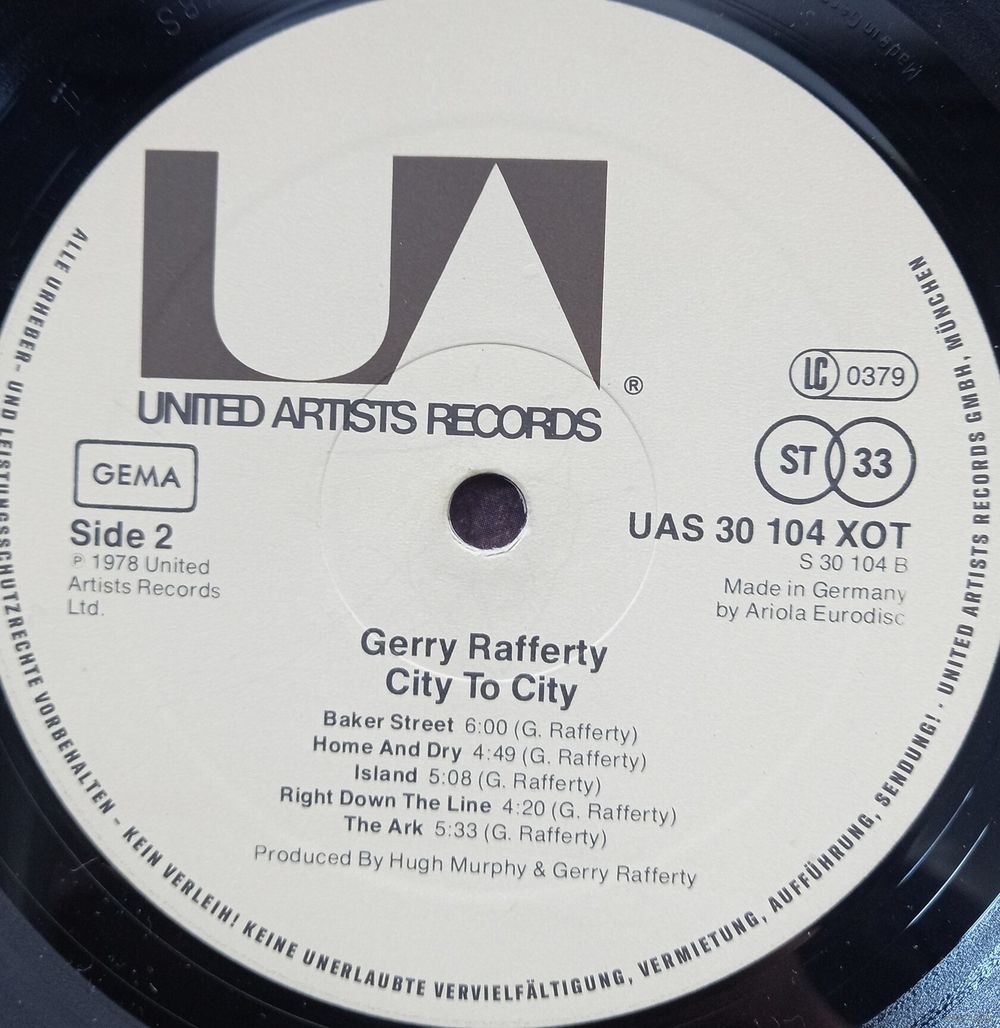 UA
®
UNITED ARTISTS RECORDS
LC 0379
GEMA
ST 33
Side 2
℗ 1978 United
Artists Records
Ltd.
UAS 30 104 XOT
S 30 104 B
Made in Germany
by Ariola Eurodisc
Gerry Rafferty
City To City
Baker Street 6:00 (G. Rafferty)
Home And Dry 4:49 (G. Rafferty)
Island 5:08 (G. Rafferty)
Right Down The Line 4:20 (G. Rafferty)
The Ark 5:33 (G. Rafferty)
Produced By Hugh Murphy & Gerry Rafferty
ALLE URHEBER- UND LEISTUNGSSCHUTZRECHTE VORBEHALTEN – KEIN VERLEIH! KEINE UNERLAUBTE VERVIELFÄLTIGUNG, VERMIETUNG, AUFFÜHRUNG, SENDUNG! · UNITED ARTISTS RECORDS GMBH, MÜNCHEN